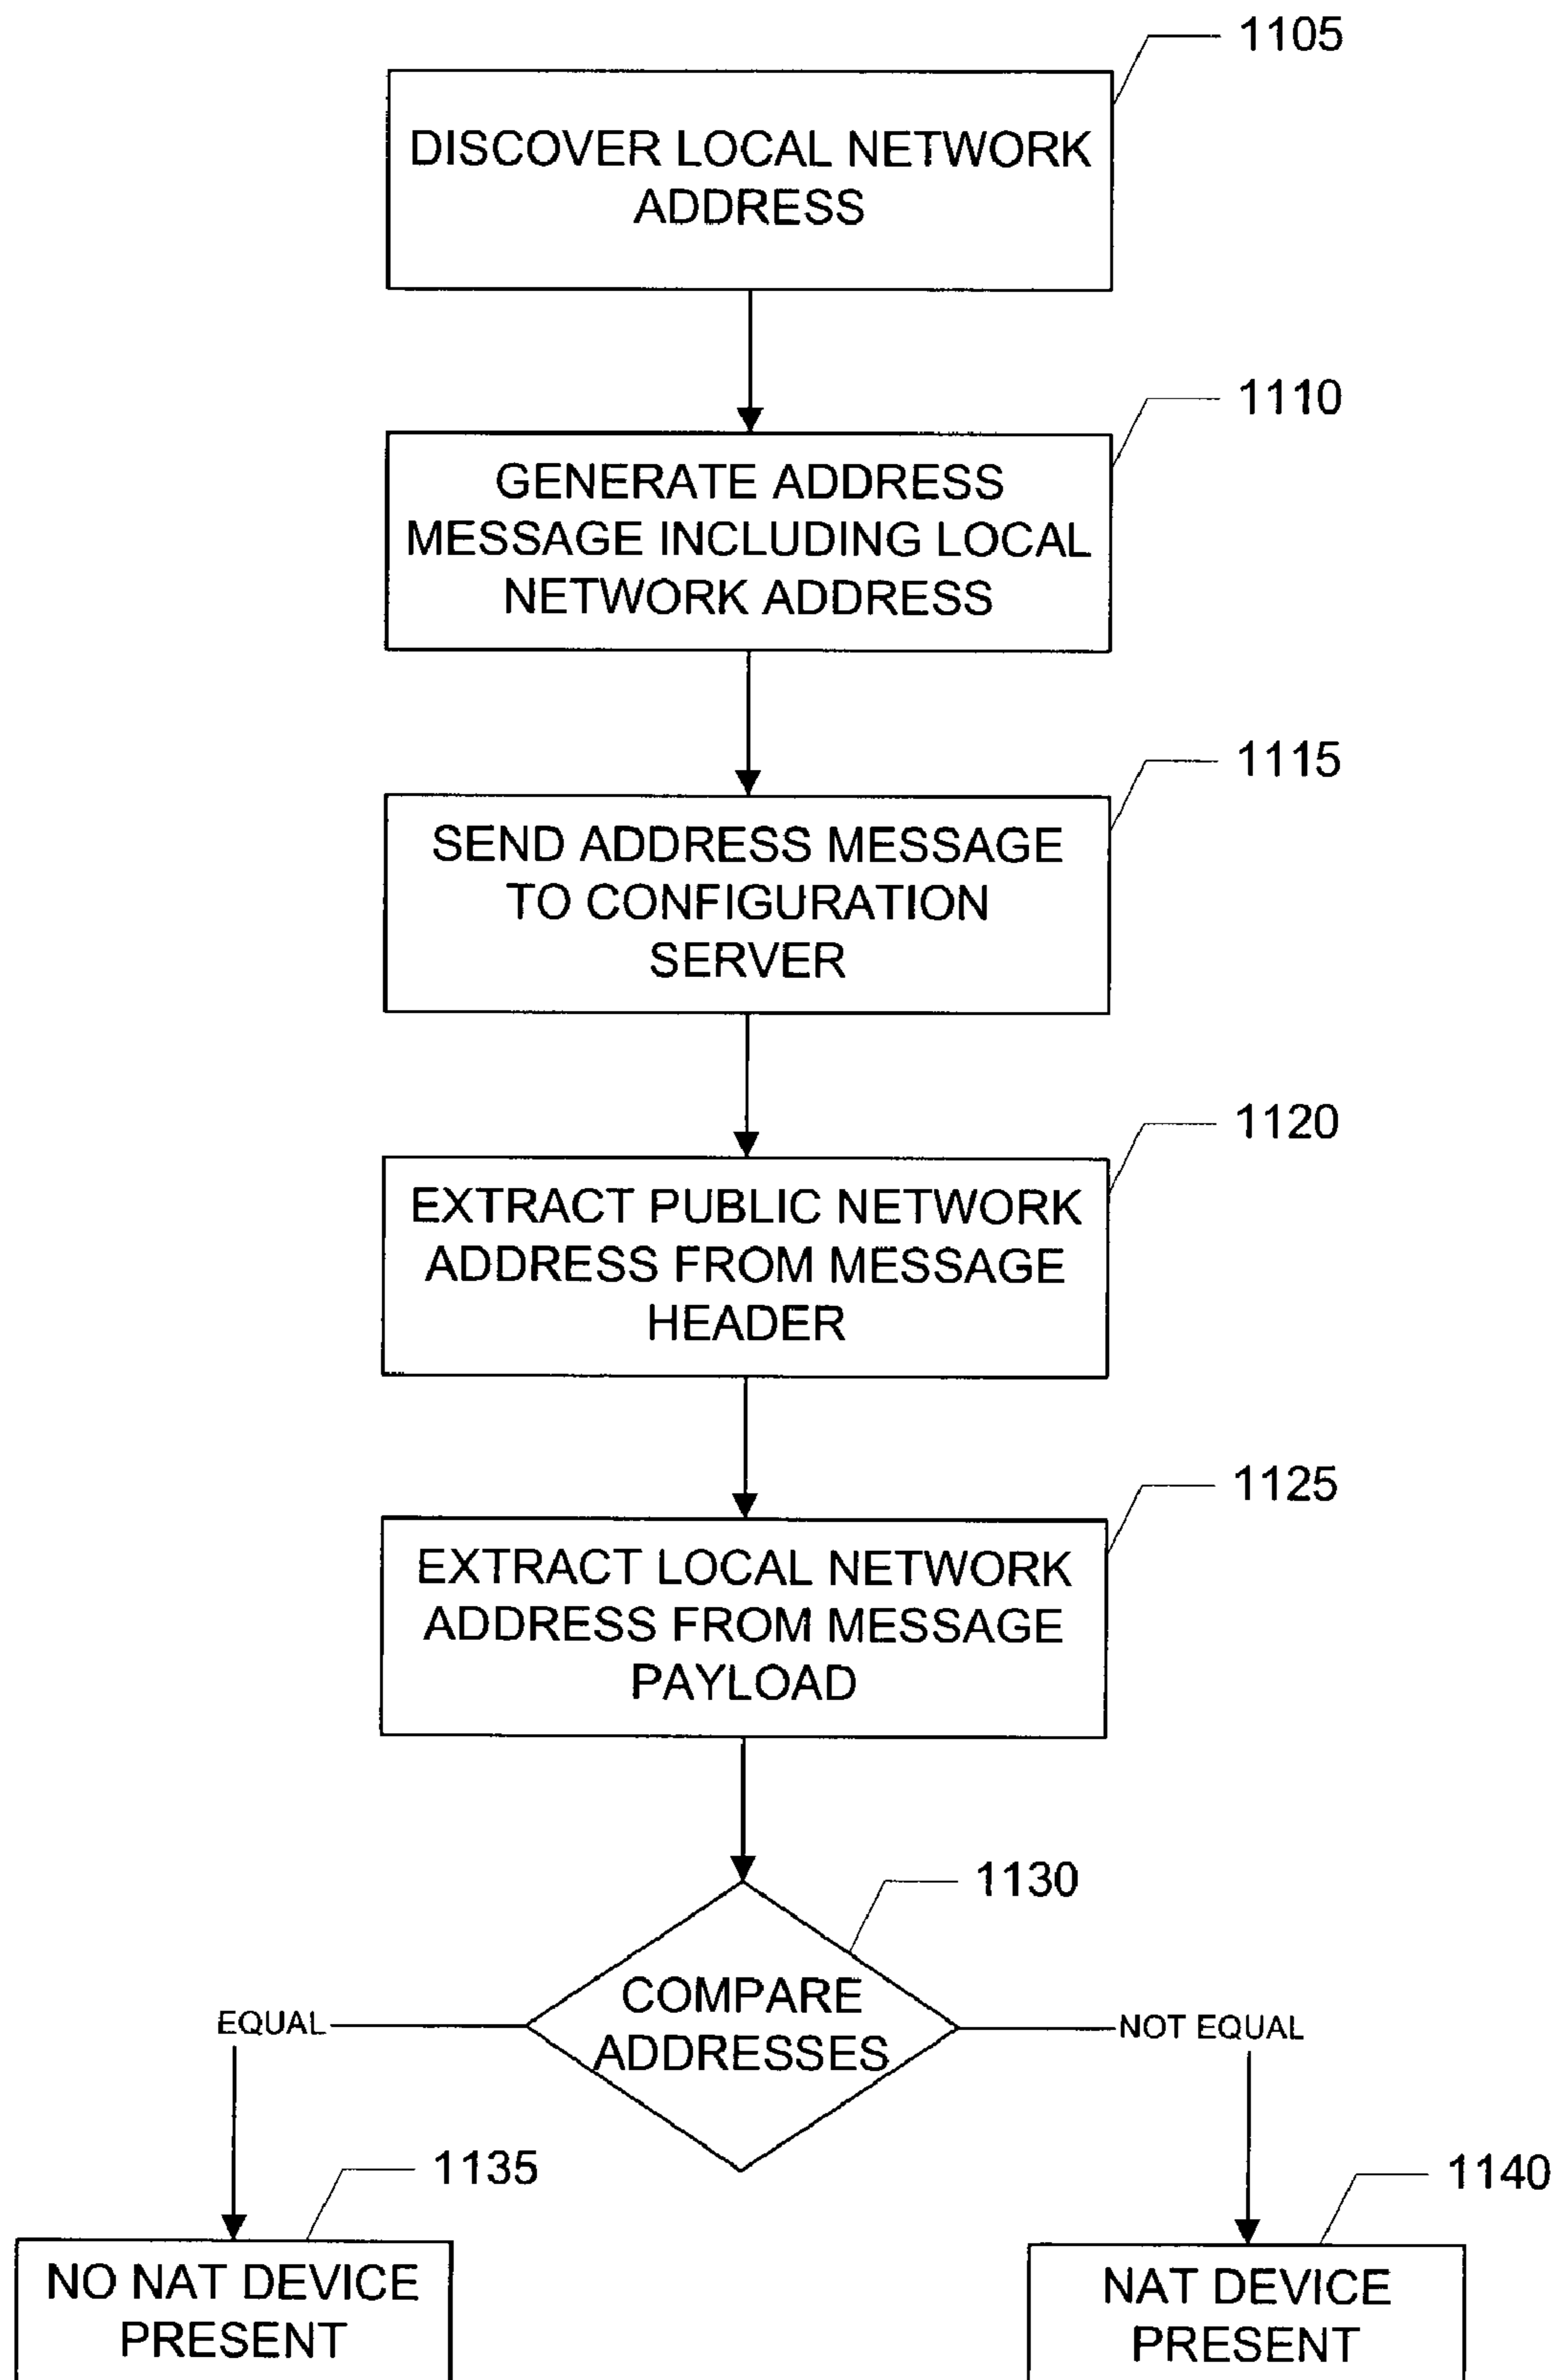 1105
DISCOVER LOCAL NETWORK
ADDRESS
1110
GENERATE ADDRESS
MESSAGE INCLUDING LOCAL
NETWORK ADDRESS
1115
SEND ADDRESS MESSAGE
TO CONFIGURATION
SERVER
1120
EXTRACT PUBLIC NETWORK
ADDRESS FROM MESSAGE
HEADER
1125
EXTRACT LOCAL NETWORK
ADDRESS FROM MESSAGE
PAYLOAD
1130
COMPARE
ADDRESSES
EQUAL
NOT EQUAL
1135
NO NAT DEVICE
PRESENT
1140
NAT DEVICE
PRESENT